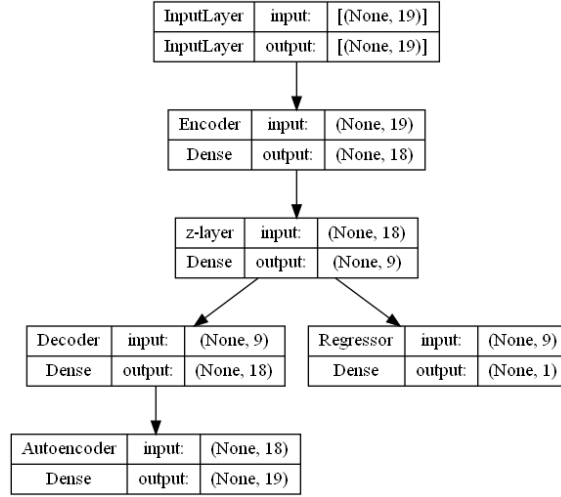 InputLayer input: [(None, 19)]
InputLayer output: [(None, 19)]
Encoder input: (None, 19)
Dense output: (None, 18)
z-layer input: (None, 18)
Dense output: (None, 9)
Decoder input: (None, 9)
Dense output: (None, 18)
Regressor input: (None, 9)
Dense output: (None, 1)
Autoencoder input: (None, 18)
Dense output: (None, 19)